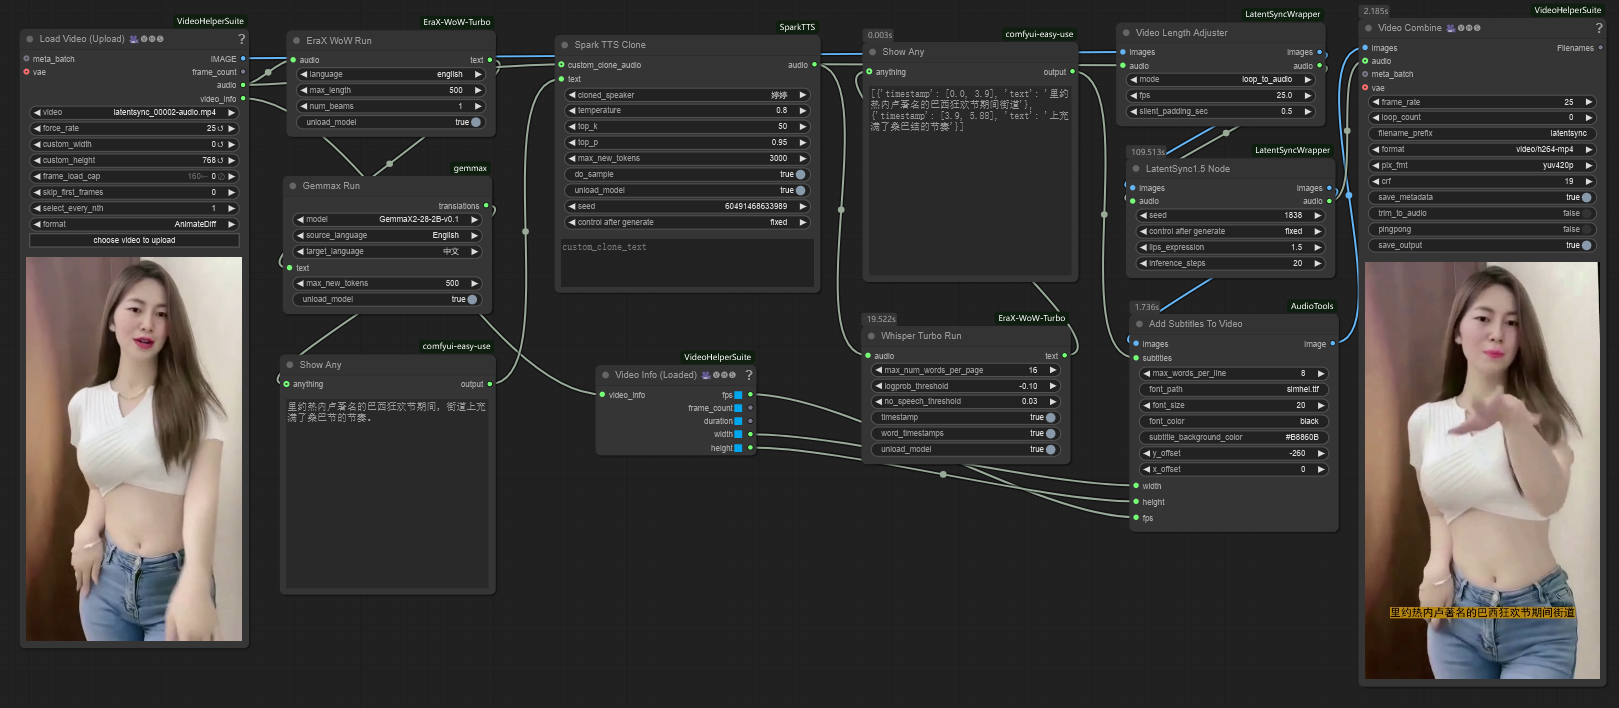 VideoHelperSuite
Load Video (Upload)
?
meta_batch
IMAGE
vae
frame_count
audio
video_info
video latentsync_00002-audio.mp4
force_rate 25
custom_width 0
custom_height 768
frame_load_cap 0
skip_first_frames 0
select_every_nth 1
format AnimateDiff
choose video to upload
EraX-WoW-Turbo
EraX WoW Run
audio text
language english
max_length 500
num_beams 1
unload_model true
gemmax
Gemmax Run
translations
model GemmaX2-28-2B-v0.1
source_language English
target_language 中文
text
max_new_tokens 500
unload_model true
comfyui-easy-use
Show Any
anything output
里约热内卢著名的巴西狂欢节期间，街道上充
满了桑巴节的节奏。
SparkTTS
Spark TTS Clone
custom_clone_audio audio
text
cloned_speaker 婷婷
temperature 0.8
top_k 50
top_p 0.95
max_new_tokens 3000
do_sample true
unload_model true
seed 60491468633989
control after generate fixed
custom_clone_text
VideoHelperSuite
Video Info (Loaded)
?
video_info fps
frame_count
duration
width
height
0.003s
comfyui-easy-use
Show Any
anything output
[{'timestamp': [0.0, 3.9], 'text': '里约
热内卢著名的巴西狂欢节期间街道'},
{'timestamp': [3.9, 5.88], 'text': '上充
满了桑巴结的节奏'}]
19.522s
EraX-WoW-Turbo
Whisper Turbo Run
audio text
max_num_words_per_page 16
logprob_threshold -0.10
no_speech_threshold 0.03
timestamp true
word_timestamps true
unload_model true
LatentSyncWrapper
Video Length Adjuster
images images
audio audio
mode loop_to_audio
fps 25.0
silent_padding_sec 0.5
109.513s
LatentSyncWrapper
LatentSync1.5 Node
images images
audio audio
seed 1838
control after generate fixed
lips_expression 1.5
inference_steps 20
1.736s
AudioTools
Add Subtitles To Video
images image
subtitles
max_words_per_line 8
font_path simhei.ttf
font_size 20
font_color black
subtitle_background_color #B8860B
y_offset -260
x_offset 0
width
height
fps
2.185s
VideoHelperSuite
Video Combine
?
images Filenames
audio
meta_batch
vae
frame_rate 25
loop_count 0
filename_prefix latentsync
format video/h264-mp4
pix_fmt yuv420p
crf 19
save_metadata true
trim_to_audio false
pingpong false
save_output true
里约热内卢著名的巴西狂欢节期间街道